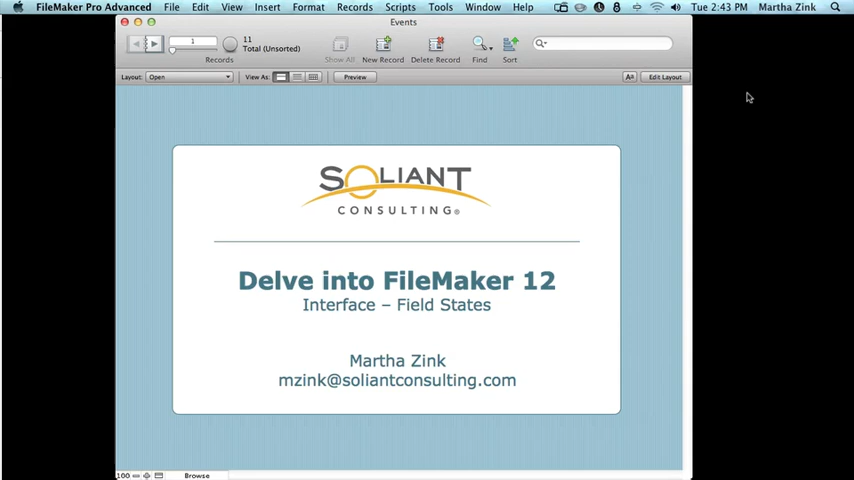 FileMaker Pro Advanced File Edit View Insert Format Records Scripts Tools Window Help Tue 2:43 PM Martha Zink
Events
1
11
Total (Unsorted)
Records
Show All New Record Delete Record Find Sort
Layout: Open View As: Preview Aa Edit Layout
SOLIANT
CONSULTING®
Delve into FileMaker 12
Interface – Field States
Martha Zink
mzink@soliantconsulting.com
100 Browse